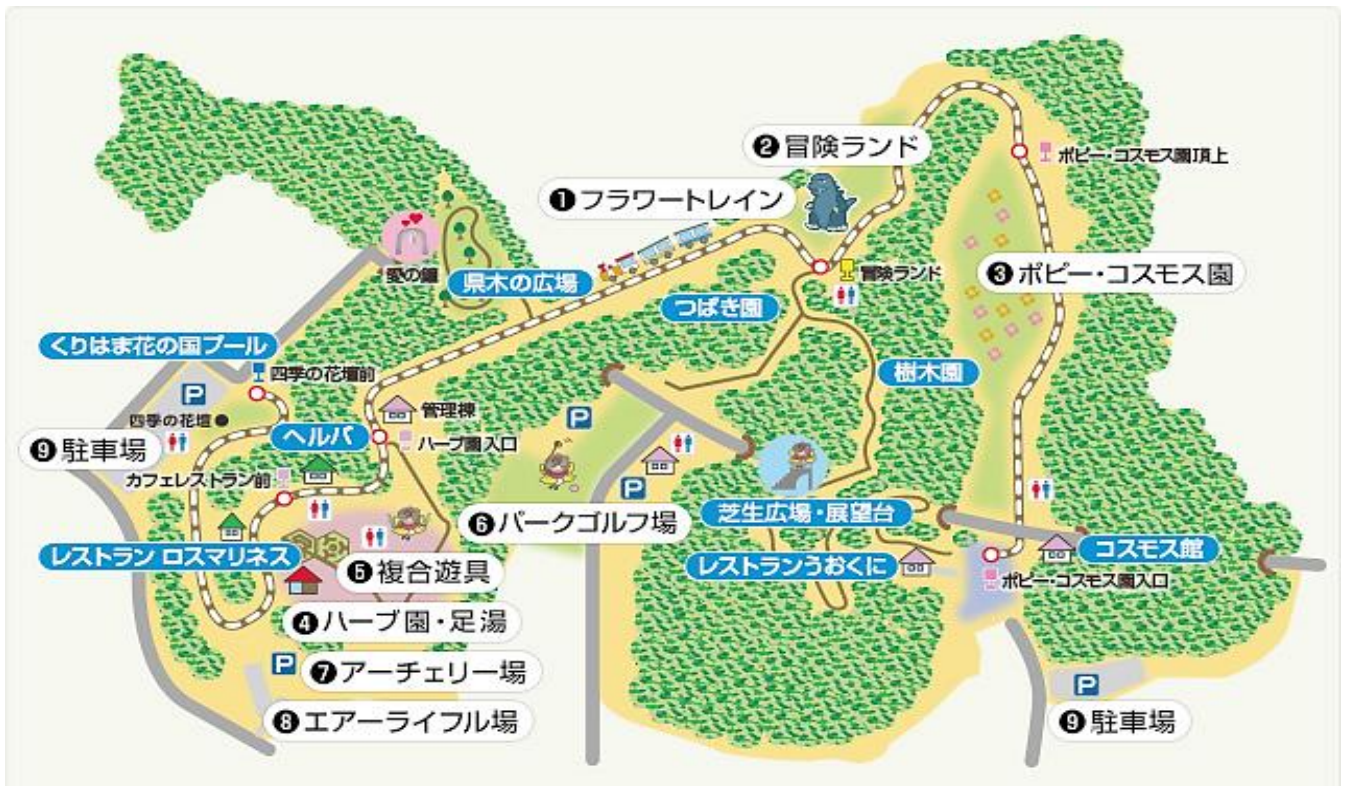 ❷冒険ランド
ポピー・コスモス園頂上
❶フラワートレイン
愛の鐘
県木の広場
冒険ランド
❸ポピー・コスモス園
つばき園
くりはま花の国プール
四季の花壇前
樹木園
P
四季の花壇
管理棟
P
ヘルパ
ハーブ園入口
❾駐車場
カフェレストラン前
P
❻パークゴルフ場
芝生広場・展望台
レストラン ロスマリネス
コスモス館
❺複合遊具
レストランうおくに
ポピー・コスモス園入口
❹ハーブ園・足湯
P
❼アーチェリー場
P
❽エアーライフル場
❾駐車場